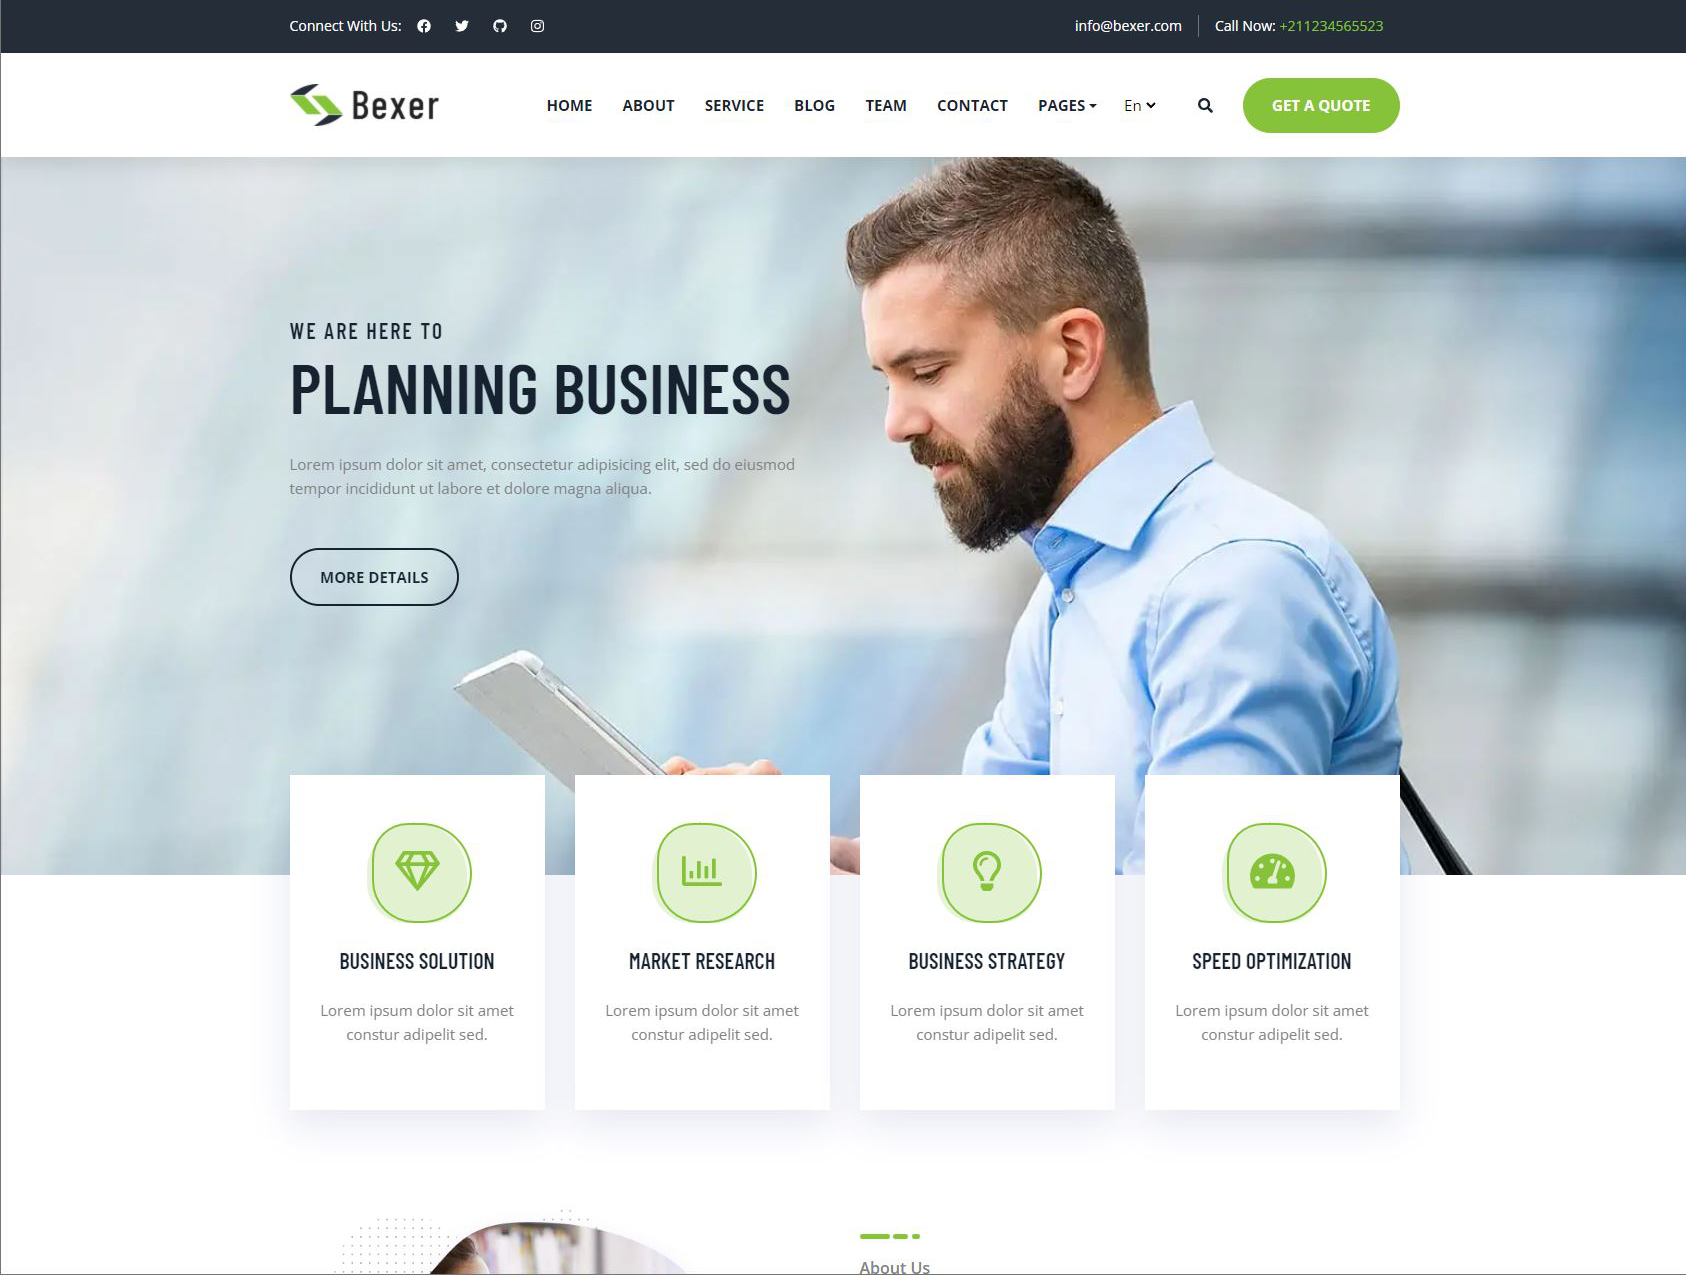 Connect With Us:
info@bexer.com
Call Now: +211234565523
Bexer
HOME ABOUT SERVICE BLOG TEAM CONTACT PAGES En
GET A QUOTE
WE ARE HERE TO
PLANNING BUSINESS
Lorem ipsum dolor sit amet, consectetur adipisicing elit, sed do eiusmod
tempor incididunt ut labore et dolore magna aliqua.
MORE DETAILS
BUSINESS SOLUTION
Lorem ipsum dolor sit amet
constur adipelit sed.
MARKET RESEARCH
Lorem ipsum dolor sit amet
constur adipelit sed.
BUSINESS STRATEGY
Lorem ipsum dolor sit amet
constur adipelit sed.
SPEED OPTIMIZATION
Lorem ipsum dolor sit amet
constur adipelit sed.
About Us